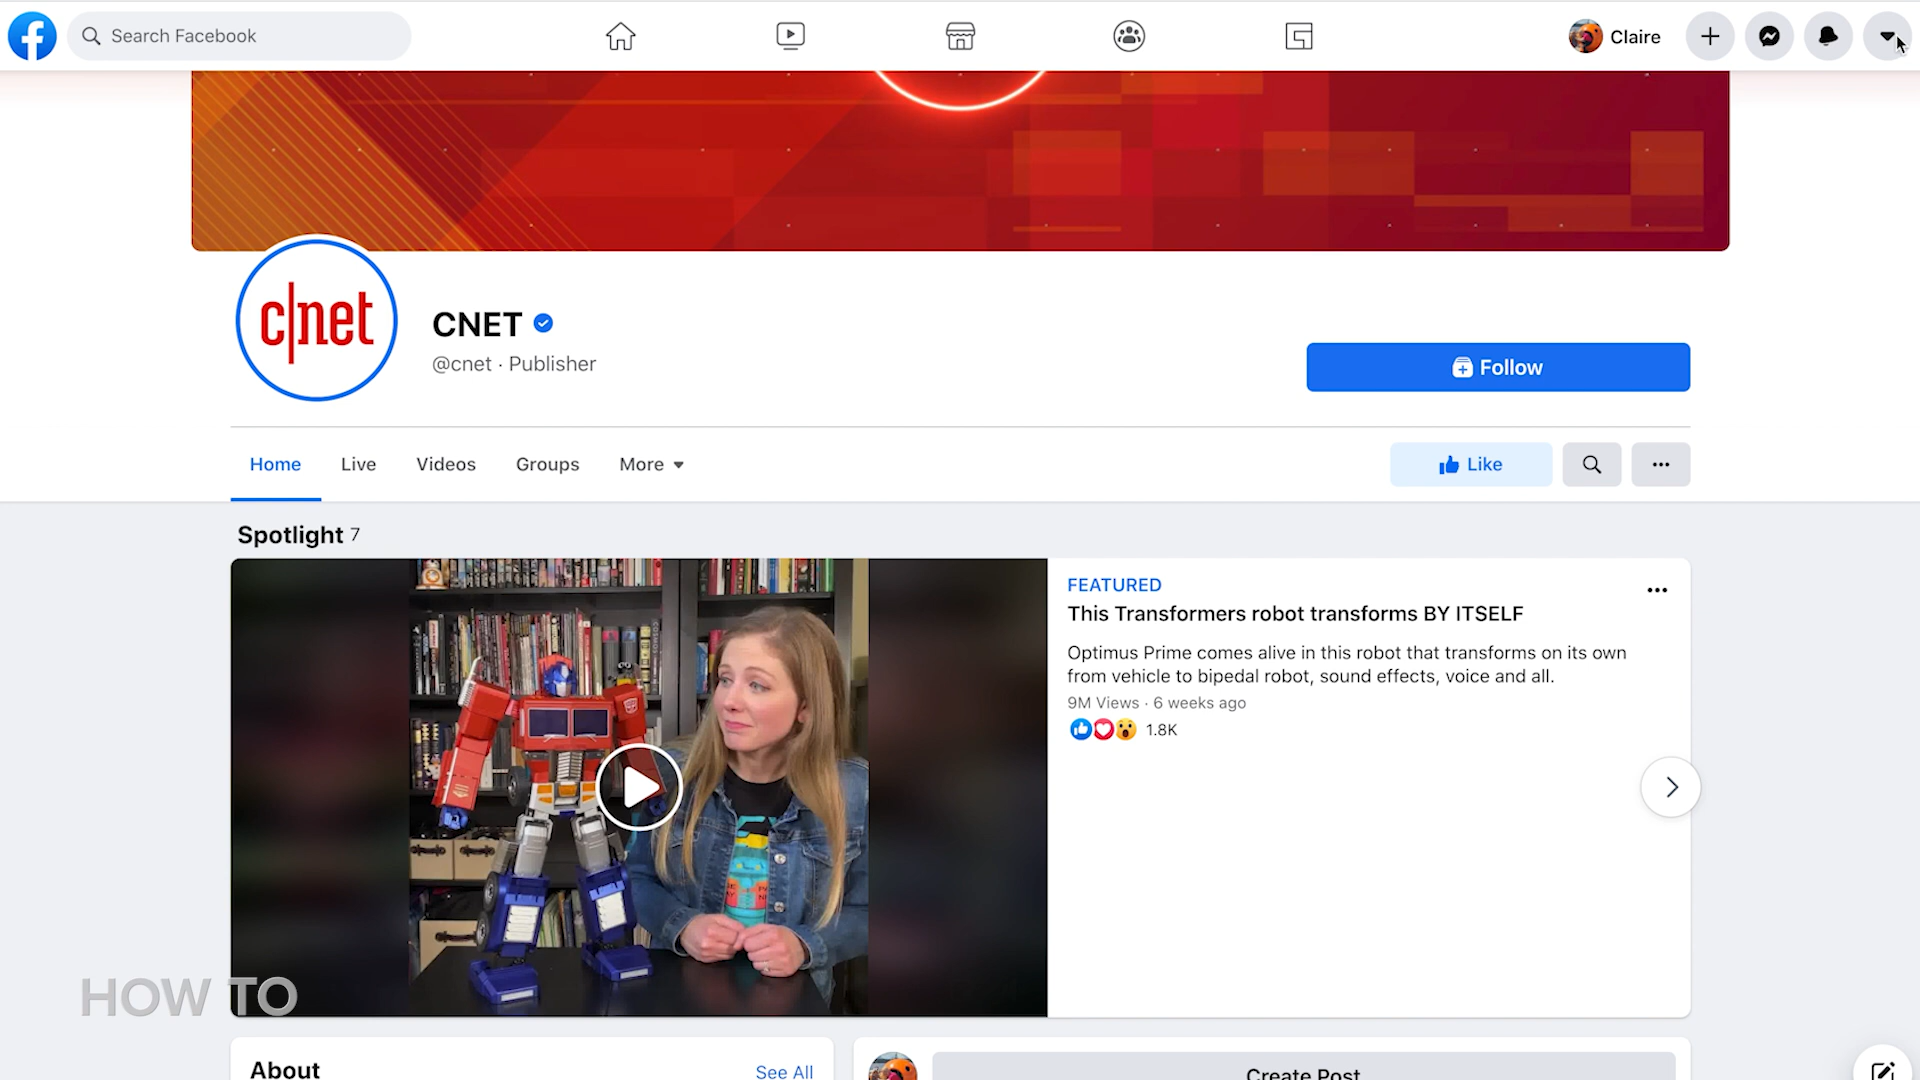 Search Facebook
Claire
c|net
CNET
@cnet · Publisher
Follow
Home
Live
Videos
Groups
More
Like
Spotlight 7
FEATURED
This Transformers robot transforms BY ITSELF
Optimus Prime comes alive in this robot that transforms on its own
from vehicle to bipedal robot, sound effects, voice and all.
9M Views · 6 weeks ago
1.8K
HOW TO
About
See All
Create Post